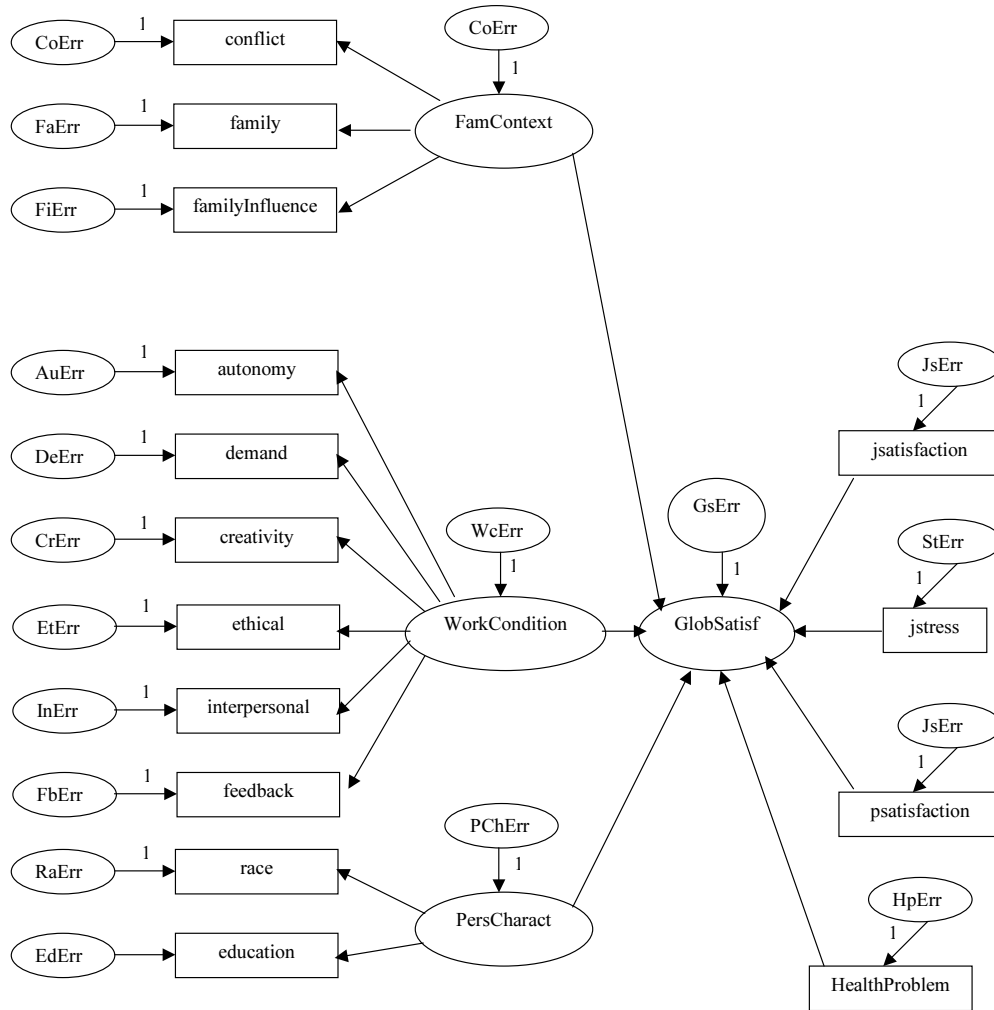 1
CoErr
conflict
CoErr
1
1
FaErr
family
FamContext
1
FiErr
familyInfluence
1
AuErr
autonomy
JsErr
1
1
DeErr
demand
jsatisfaction
1
CrErr
creativity
WcErr
GsErr
StErr
1
1
1
1
EtErr
ethical
WorkCondition
GlobSatisf
jstress
1
InErr
interpersonal
JsErr
1
1
FbErr
feedback
psatisfaction
PChErr
1
RaErr
race
1
PersCharact
HpErr
1
EdErr
education
HealthProblem